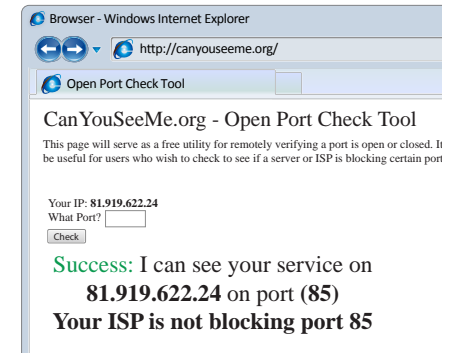 Browser - Windows Internet Explorer
http://canyouseeme.org/
Open Port Check Tool
CanYouSeeMe.org - Open Port Check Tool
This page will serve as a free utility for remotely verifying a port is open or closed. It
be useful for users who wish to check to see if a server or ISP is blocking certain port
Your IP: 81.919.622.24
What Port?
Check
Success: I can see your service on
81.919.622.24 on port (85)
Your ISP is not blocking port 85